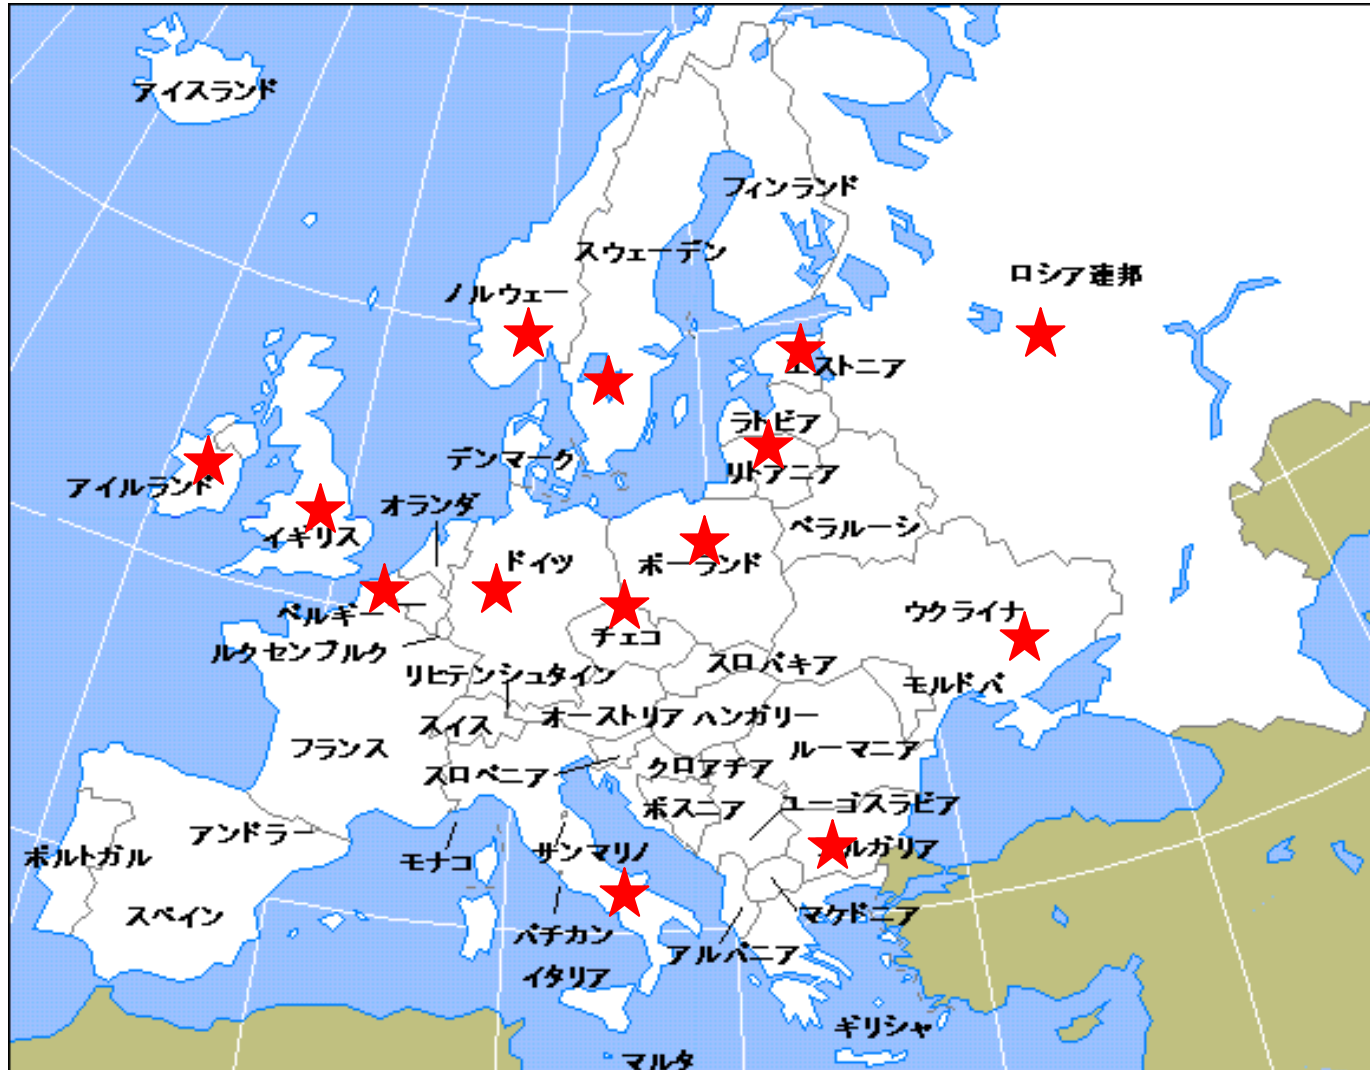 アイスランド
フィンランド
スウェーデン
ロシア連邦
ノルウェー
エストニア
ラトビア
デンマーク
リトアニア
アイルランド
オランダ
ベラルーシ
イギリス
ドイツ
ポーランド
ベルギー
ウクライナ
チェコ
ルクセンブルク
スロバキア
リヒテンシュタイン
モルドバ
スイス
オーストリア
ハンガリー
フランス
ルーマニア
スロベニア
クロアチア
ボスニア
ユーゴスラビア
アンドラー
ルガリア
ポルトガル
モナコ
サンマリノ
スペイン
マケドニア
バチカン
アルバニア
イタリア
ギリシャ
マルタ